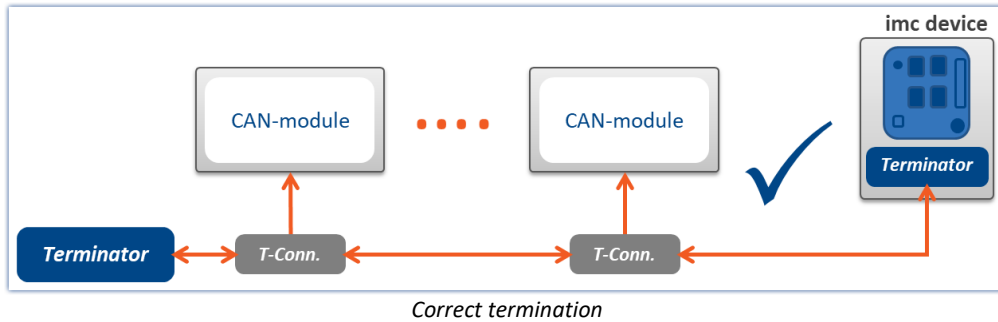 imc device
CAN-module
CAN-module
Terminator
Terminator
T-Conn.
T-Conn.
Correct termination